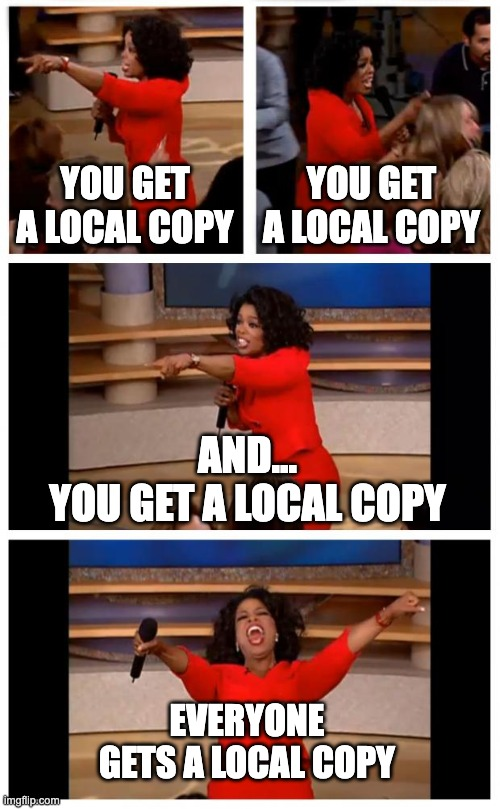 YOU GET
A LOCAL COPY
YOU GET
A LOCAL COPY
AND...
YOU GET A LOCAL COPY
EVERYONE
GETS A LOCAL COPY
imgflip.com